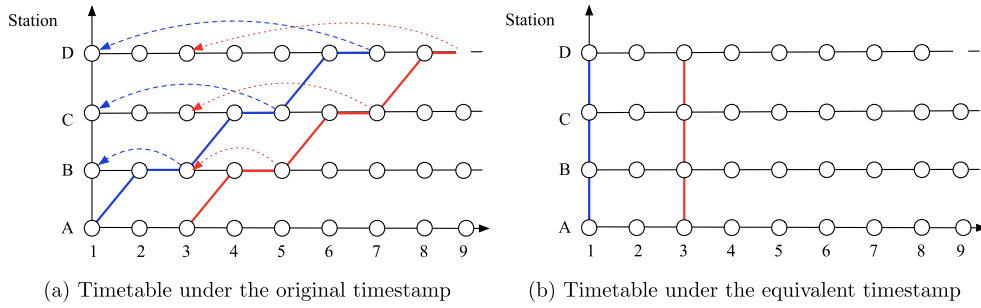 Station
D
C
B
A
1 2 3 4 5 6 7 8 9
(a) Timetable under the original timestamp
Station
D
C
B
A
1 2 3 4 5 6 7 8 9
(b) Timetable under the equivalent timestamp